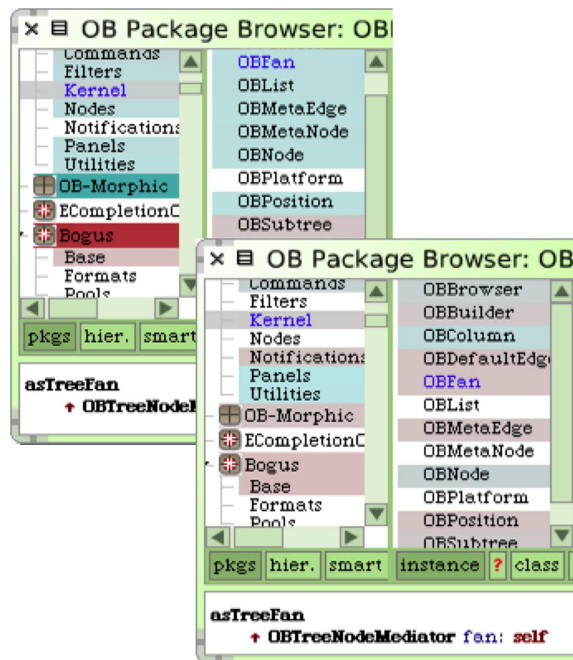 OB Package Browser: OB
Commands
Filters
Kernel
Nodes
Notifications
Panels
Utilities
OB-Morphic
ECompletionC
Bogus
Base
Formats
Pools
OBFan
OBList
OBMetaEdge
OBMetaNode
OBNode
OBPlatform
OBPosition
OBSubtree
pkgs hier. smart
asTreeFan
↑ OBTreeNodeM
OB Package Browser: OB
Commands
Filters
Kernel
Nodes
Notifications
Panels
Utilities
OB-Morphic
ECompletionC
Bogus
Base
Formats
Pools
OBBrowser
OBBuilder
OBColumn
OBDefaultEdge
OBFan
OBList
OBMetaEdge
OBMetaNode
OBNode
OBPlatform
OBPosition
OBSubtree
pkgs hier. smart instance ? class
asTreeFan
↑ OBTreeNodeMediator fan: self